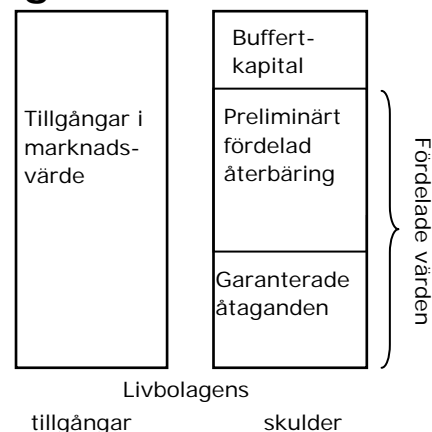 Tillgångar i
marknads-
värde
Buffert-
kapital
Preliminärt
fördelad
återbäring
Garanterade
åtaganden
Fördelade värden
Livbolagens
tillgångar skulder